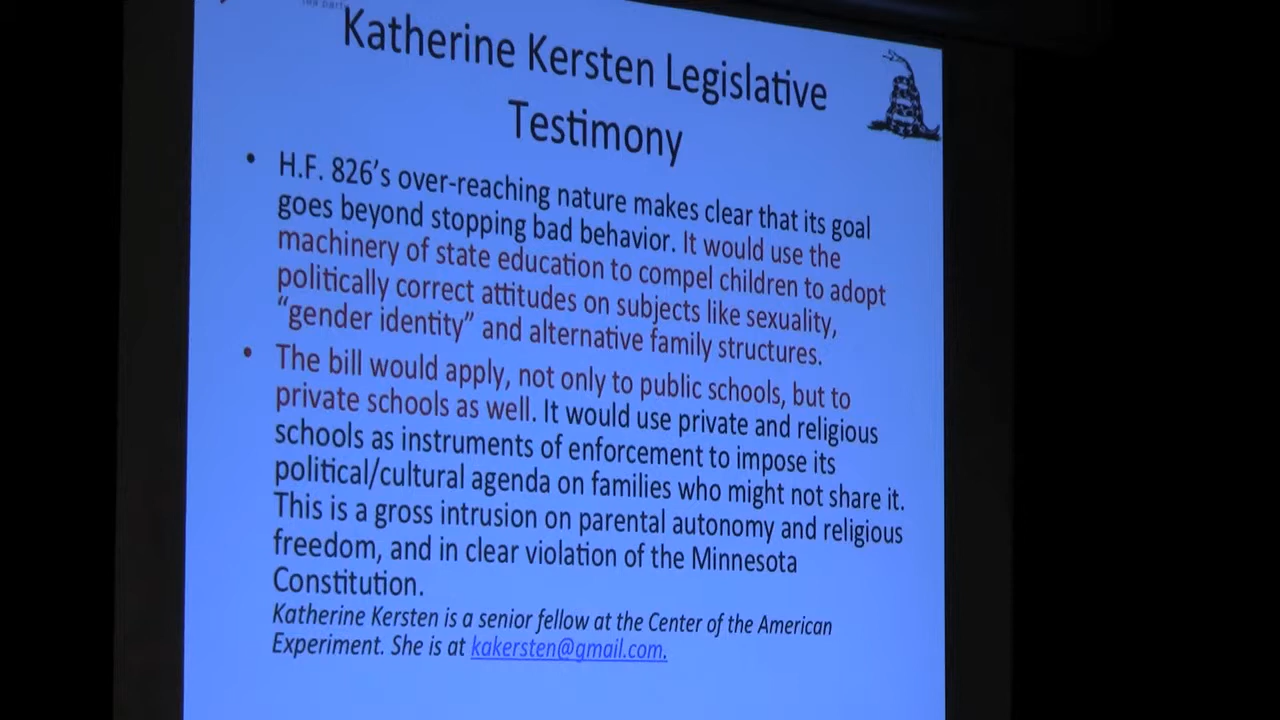 tea party
Katherine Kersten Legislative
Testimony
• H.F. 826's over-reaching nature makes clear that its goal
goes beyond stopping bad behavior. It would use the
machinery of state education to compel children to adopt
politically correct attitudes on subjects like sexuality,
“gender identity” and alternative family structures.
• The bill would apply, not only to public schools, but to
private schools as well. It would use private and religious
schools as instruments of enforcement to impose its
political/cultural agenda on families who might not share it.
This is a gross intrusion on parental autonomy and religious
freedom, and in clear violation of the Minnesota
Constitution.
Katherine Kersten is a senior fellow at the Center of the American
Experiment. She is at kakersten@gmail.com.